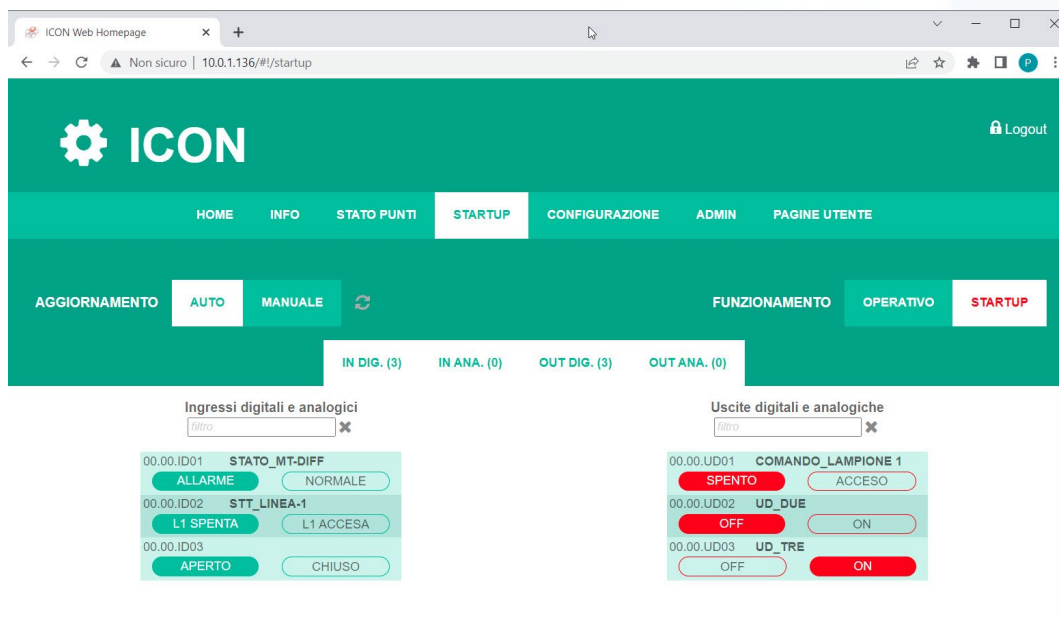 ICON Web Homepage
Non sicuro | 10.0.1.136/#!/startup
P
ICON
Logout
HOME INFO STATO PUNTI STARTUP CONFIGURAZIONE ADMIN PAGINE UTENTE
AGGIORNAMENTO AUTO MANUALE FUNZIONAMENTO OPERATIVO STARTUP
IN DIG. (3) IN ANA. (0) OUT DIG. (3) OUT ANA. (0)
Ingressi digitali e analogici
filtro
00.00.ID01 STATO_MT-DIFF
ALLARME NORMALE
00.00.ID02 STT_LINEA-1
L1 SPENTA L1 ACCESA
00.00.ID03
APERTO CHIUSO
Uscite digitali e analogiche
filtro
00.00.UD01 COMANDO_LAMPIONE 1
SPENTO ACCESO
00.00.UD02 UD_DUE
OFF ON
00.00.UD03 UD_TRE
OFF ON